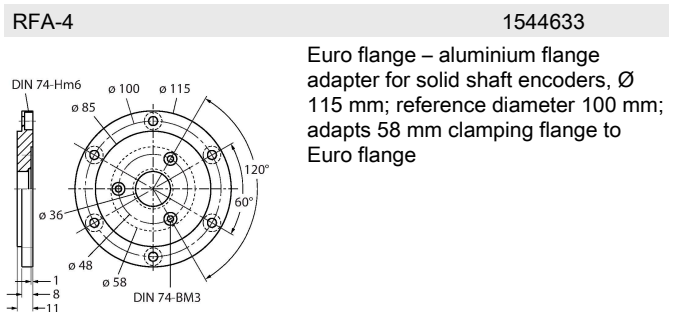 RFA-4 1544633
Euro flange – aluminium flange
adapter for solid shaft encoders, Ø
115 mm; reference diameter 100 mm;
adapts 58 mm clamping flange to
Euro flange
DIN 74-Hm6
ø 100
ø 115
ø 85
120°
60°
ø 36
ø 48
ø 58
DIN 74-BM3
1
8
11